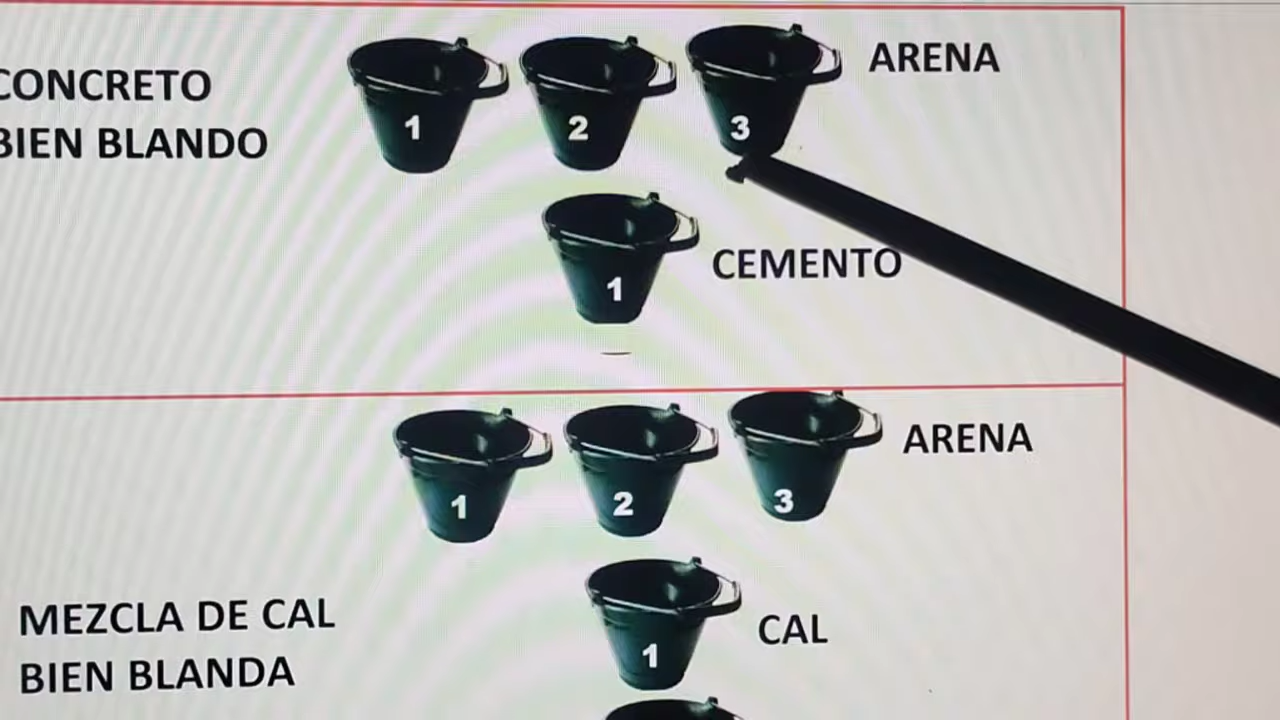 CONCRETO
BIEN BLANDO
1 2 3 ARENA
1 CEMENTO
1 2 3 ARENA
MEZCLA DE CAL
BIEN BLANDA
1 CAL